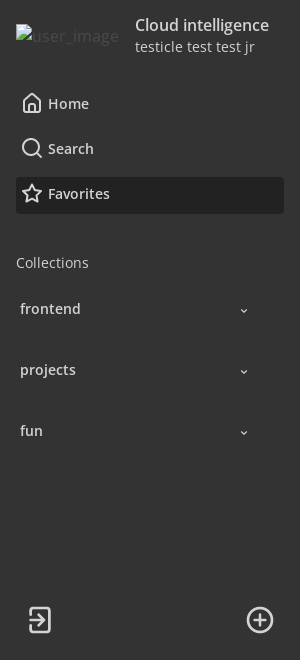 user_image
Cloud intelligence
testicle test test jr
Home
Search
Favorites
Collections
frontend
projects
fun